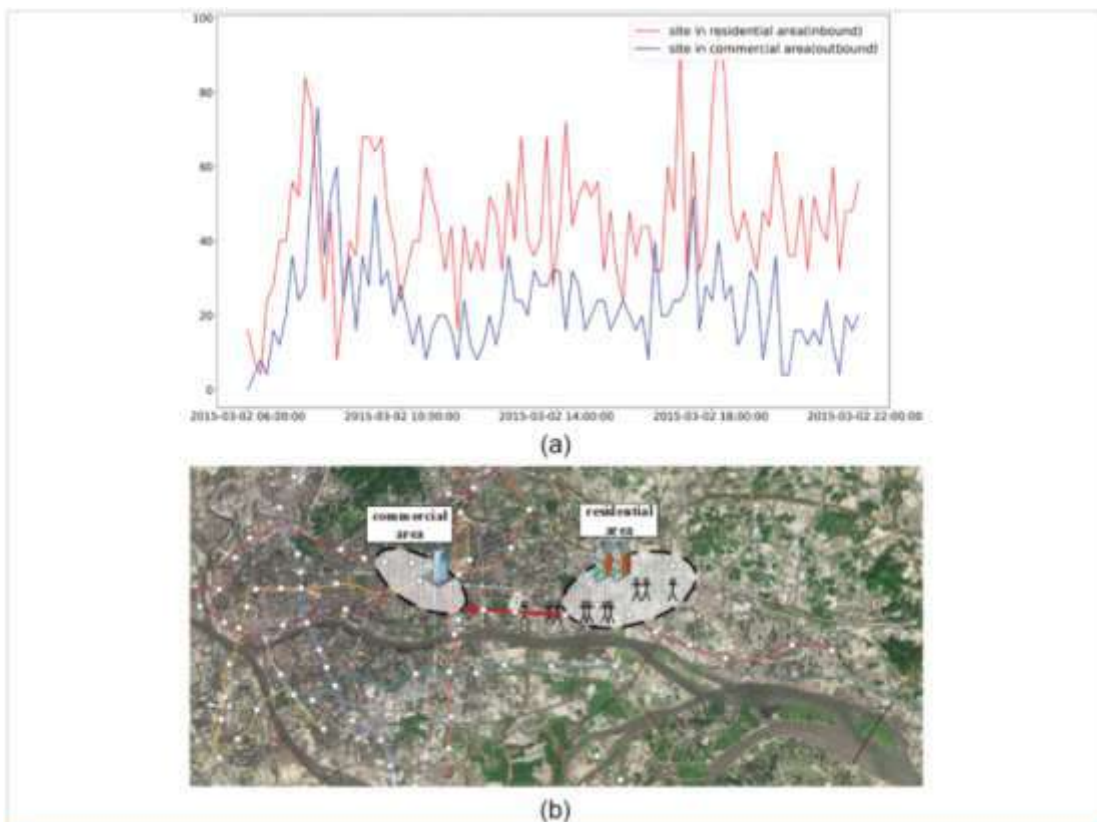 100
site in residential area(inbound)
site in commercial area(outbound)
80
60
40
20
0
2015-03-02 06:00:00 2015-03-02 10:00:00 2015-03-02 14:00:00 2015-03-02 18:00:00 2015-03-02 22:00:00
(a)
commercial
area
residential
area
(b)